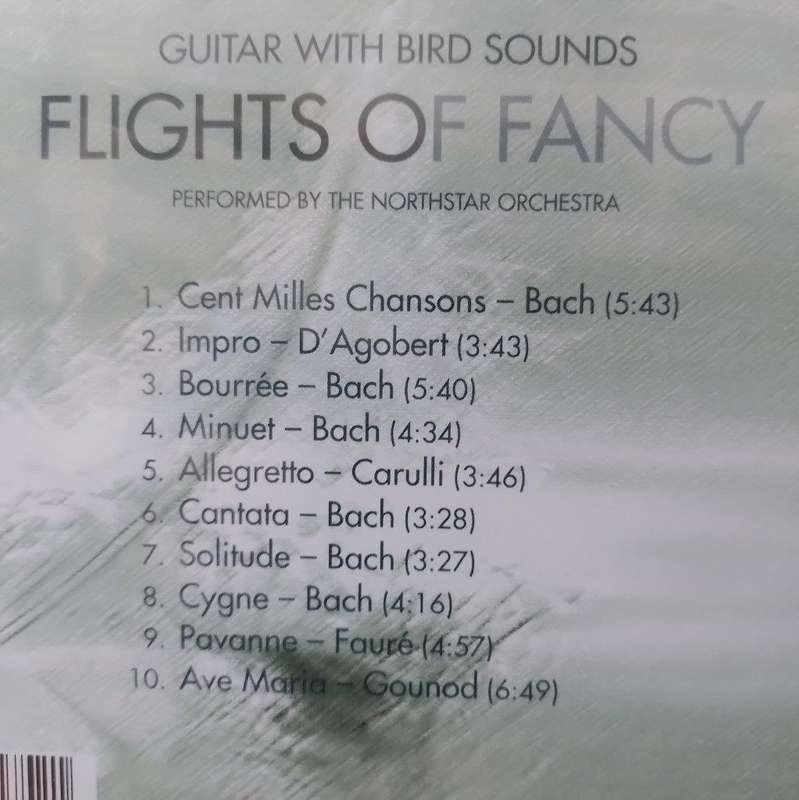 GUITAR WITH BIRD SOUNDS
FLIGHTS OF FANCY
PERFORMED BY THE NORTHSTAR ORCHESTRA
1. Cent Milles Chansons – Bach (5:43)
2. Impro – D'Agobert (3:43)
3. Bourrée – Bach (5:40)
4. Minuet – Bach (4:34)
5. Allegretto – Carulli (3:46)
6. Cantata – Bach (3:28)
7. Solitude – Bach (3:27)
8. Cygne – Bach (4:16)
9. Pavanne – Fauré (4:57)
10. Ave Maria – Gounod (6:49)